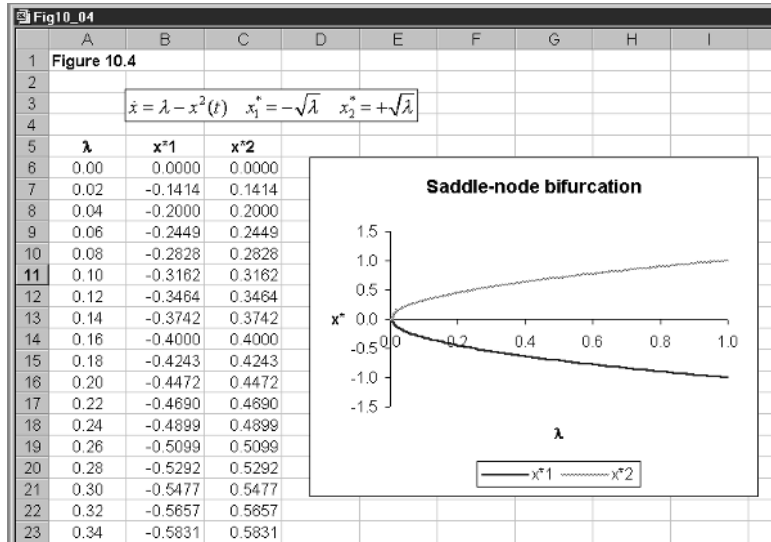 Fig10_04
A B C D E F G H I
1 Figure 10.4
2
3 ẋ = λ − x²(t) x₁* = −√λ x₂* = +√λ
4
5 λ x*1 x*2
6 0.00 0.0000 0.0000
7 0.02 -0.1414 0.1414
8 0.04 -0.2000 0.2000
9 0.06 -0.2449 0.2449
10 0.08 -0.2828 0.2828
11 0.10 -0.3162 0.3162
12 0.12 -0.3464 0.3464
13 0.14 -0.3742 0.3742
14 0.16 -0.4000 0.4000
15 0.18 -0.4243 0.4243
16 0.20 -0.4472 0.4472
17 0.22 -0.4690 0.4690
18 0.24 -0.4899 0.4899
19 0.26 -0.5099 0.5099
20 0.28 -0.5292 0.5292
21 0.30 -0.5477 0.5477
22 0.32 -0.5657 0.5657
23 0.34 -0.5831 0.5831
Saddle-node bifurcation
1.5
1.0
0.5
x* 0.0
0.0 0.2 0.4 0.6 0.8 1.0
-0.5
-1.0
-1.5
λ
x*1 x*2